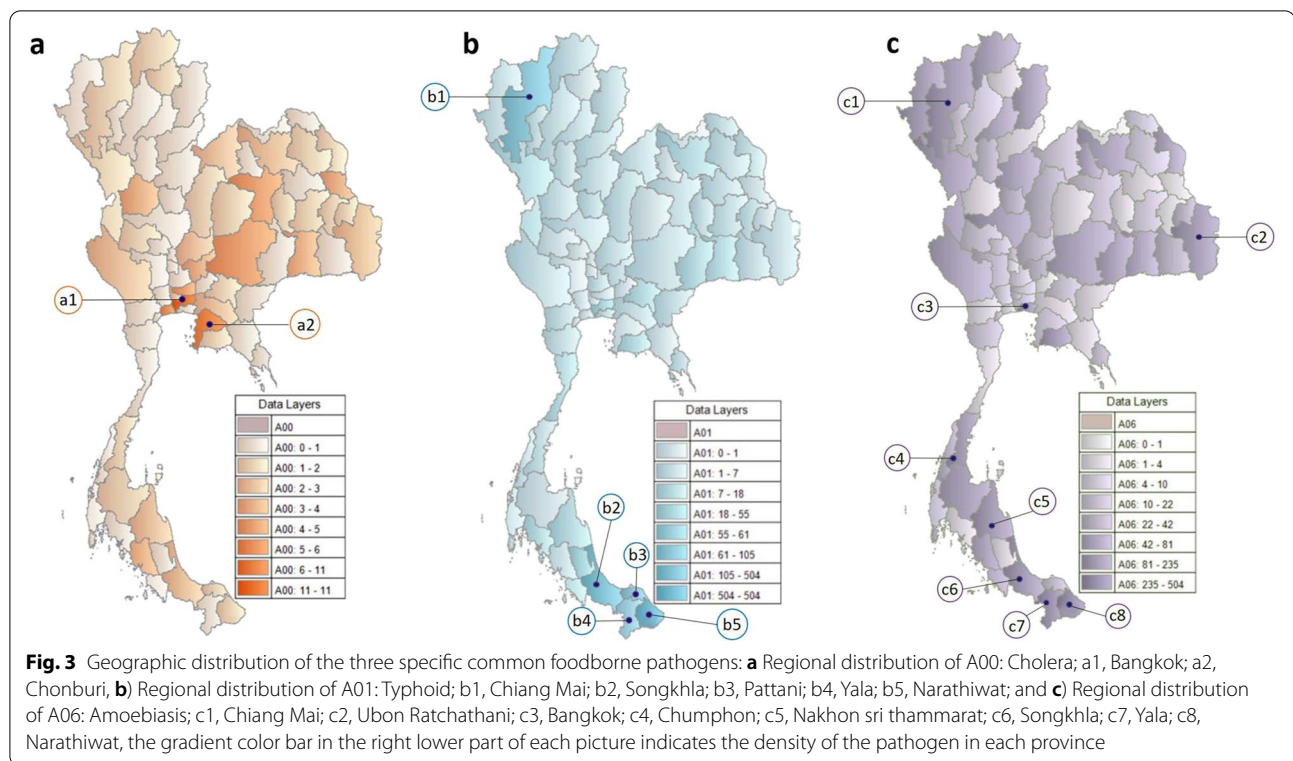 a
b
c
b1
c1
c2
a1
a2
c3
c4
c5
b2
b3
b4
b5
c6
c7
c8
Data Layers
A00
A00: 0 - 1
A00: 1 - 2
A00: 2 - 3
A00: 3 - 4
A00: 4 - 5
A00: 5 - 6
A00: 6 - 11
A00: 11 - 11
Data Layers
A01
A01: 0 - 1
A01: 1 - 7
A01: 7 - 18
A01: 18 - 55
A01: 55 - 61
A01: 61 - 105
A01: 105 - 504
A01: 504 - 504
Data Layers
A06
A06: 0 - 1
A06: 1 - 4
A06: 4 - 10
A06: 10 - 22
A06: 22 - 42
A06: 42 - 81
A06: 81 - 235
A06: 235 - 504
Fig. 3 Geographic distribution of the three specific common foodborne pathogens: a Regional distribution of A00: Cholera; a1, Bangkok; a2,
Chonburi, b) Regional distribution of A01: Typhoid; b1, Chiang Mai; b2, Songkhla; b3, Pattani; b4, Yala; b5, Narathiwat; and c) Regional distribution
of A06: Amoebiasis; c1, Chiang Mai; c2, Ubon Ratchathani; c3, Bangkok; c4, Chumphon; c5, Nakhon sri thammarat; c6, Songkhla; c7, Yala; c8,
Narathiwat, the gradient color bar in the right lower part of each picture indicates the density of the pathogen in each province